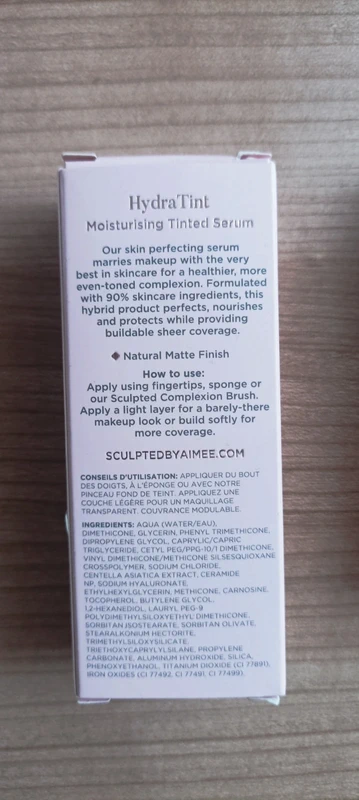 HydraTint
Moisturising Tinted Serum
Our skin perfecting serum
marries makeup with the very
best in skincare for a healthier, more
even-toned complexion. Formulated
with 90% skincare ingredients, this
hybrid product perfects, nourishes
and protects while providing
buildable sheer coverage.
◆ Natural Matte Finish
How to use:
Apply using fingertips, sponge or
our Sculpted Complexion Brush.
Apply a light layer for a barely-there
makeup look or build softly for
more coverage.
SCULPTEDBYAIMEE.COM
CONSEILS D'UTILISATION: APPLIQUER DU BOUT
DES DOIGTS, À L'ÉPONGE OU AVEC NOTRE
PINCEAU FOND DE TEINT. APPLIQUEZ UNE
COUCHE LÉGÈRE POUR UN MAQUILLAGE
TRANSPARENT. COUVRANCE MODULABLE.
INGREDIENTS: AQUA (WATER/EAU),
DIMETHICONE, GLYCERIN, PHENYL TRIMETHICONE,
DIPROPYLENE GLYCOL, CAPRYLIC/CAPRIC
TRIGLYCERIDE, CETYL PEG/PPG-10/1 DIMETHICONE,
VINYL DIMETHICONE/METHICONE SILSESQUIOXANE
CROSSPOLYMER, SODIUM CHLORIDE,
CENTELLA ASIATICA EXTRACT, CERAMIDE
NP, SODIUM HYALURONATE,
ETHYLHEXYLGLYCERIN, METHICONE, CARNOSINE,
TOCOPHEROL, BUTYLENE GLYCOL,
1,2-HEXANEDIOL, LAURYL PEG-9
POLYDIMETHYLSILOXYETHYL DIMETHICONE,
SORBITAN ISOSTEARATE, SORBITAN OLIVATE,
STEARALKONIUM HECTORITE,
TRIMETHYLSILOXYSILICATE,
TRIETHOXYCAPRYLYLSILANE, PROPYLENE
CARBONATE, ALUMINUM HYDROXIDE, SILICA,
PHENOXYETHANOL, TITANIUM DIOXIDE (CI 77891),
IRON OXIDES (CI 77492, CI 77491, CI 77499).